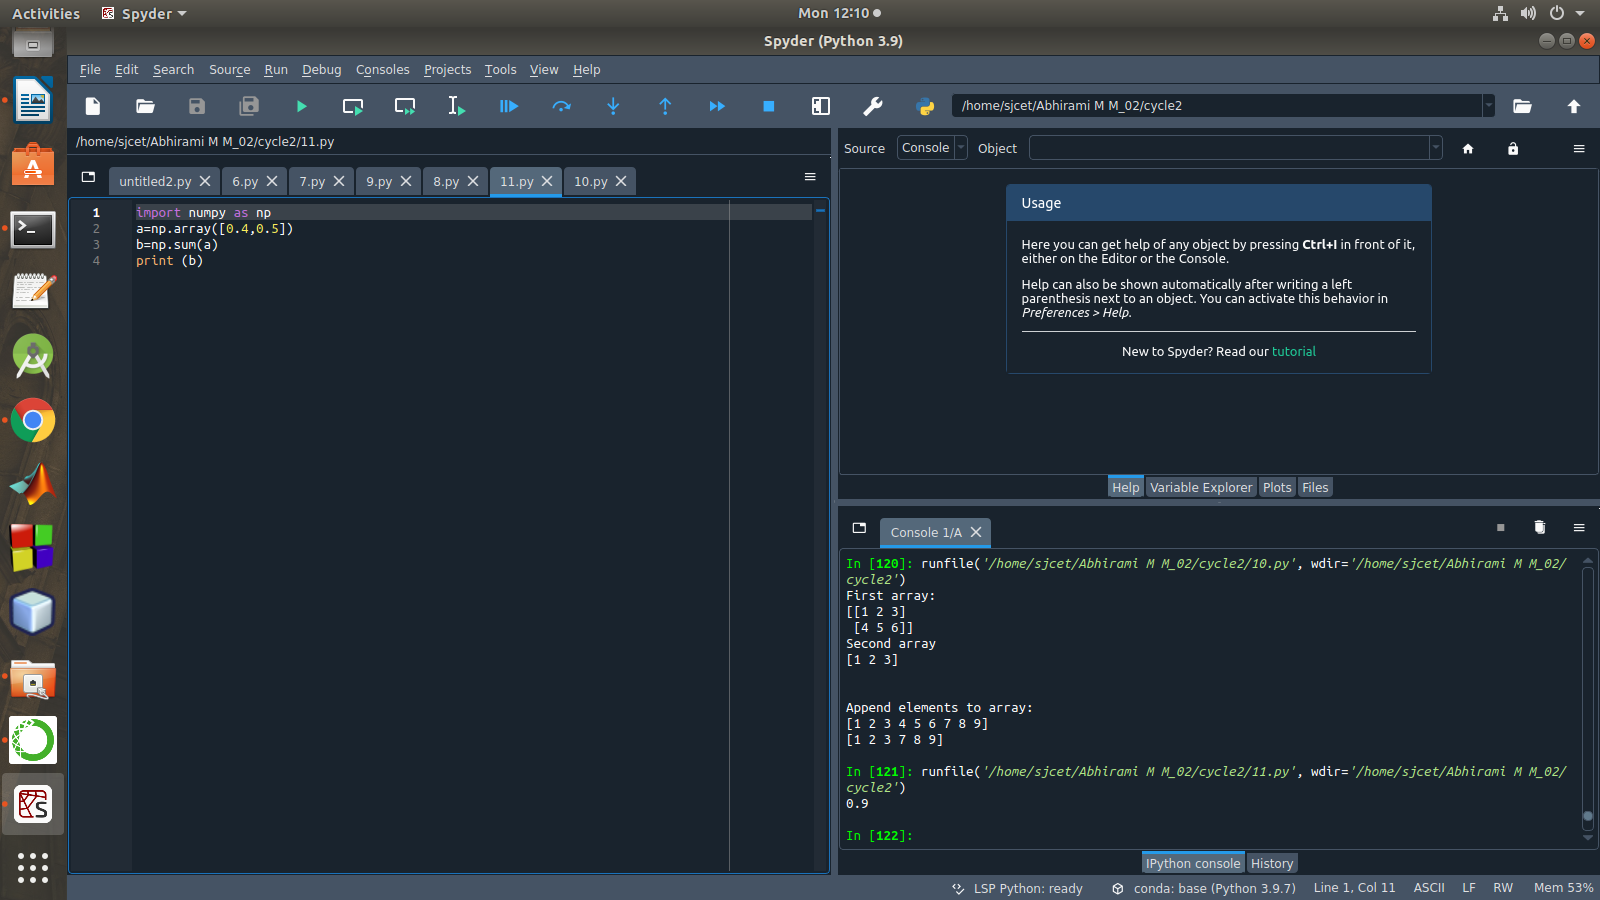 Activities Spyder Mon 12:10
Spyder (Python 3.9)
File Edit Search Source Run Debug Consoles Projects Tools View Help
/home/sjcet/Abhirami M M_02/cycle2
/home/sjcet/Abhirami M M_02/cycle2/11.py
untitled2.py 6.py 7.py 9.py 8.py 11.py 10.py
1 import numpy as np
2 a=np.array([0.4,0.5])
3 b=np.sum(a)
4 print (b)
Source Console Object
Usage
Here you can get help of any object by pressing Ctrl+I in front of it,
either on the Editor or the Console.
Help can also be shown automatically after writing a left
parenthesis next to an object. You can activate this behavior in
Preferences > Help.
New to Spyder? Read our tutorial
Help Variable Explorer Plots Files
Console 1/A
In [120]: runfile('/home/sjcet/Abhirami M M_02/cycle2/10.py', wdir='/home/sjcet/Abhirami M M_02/
cycle2')
First array:
[[1 2 3]
[4 5 6]]
Second array
[1 2 3]
Append elements to array:
[1 2 3 4 5 6 7 8 9]
[1 2 3 7 8 9]
In [121]: runfile('/home/sjcet/Abhirami M M_02/cycle2/11.py', wdir='/home/sjcet/Abhirami M M_02/
cycle2')
0.9
In [122]:
IPython console History
LSP Python: ready conda: base (Python 3.9.7) Line 1, Col 11 ASCII LF RW Mem 53%